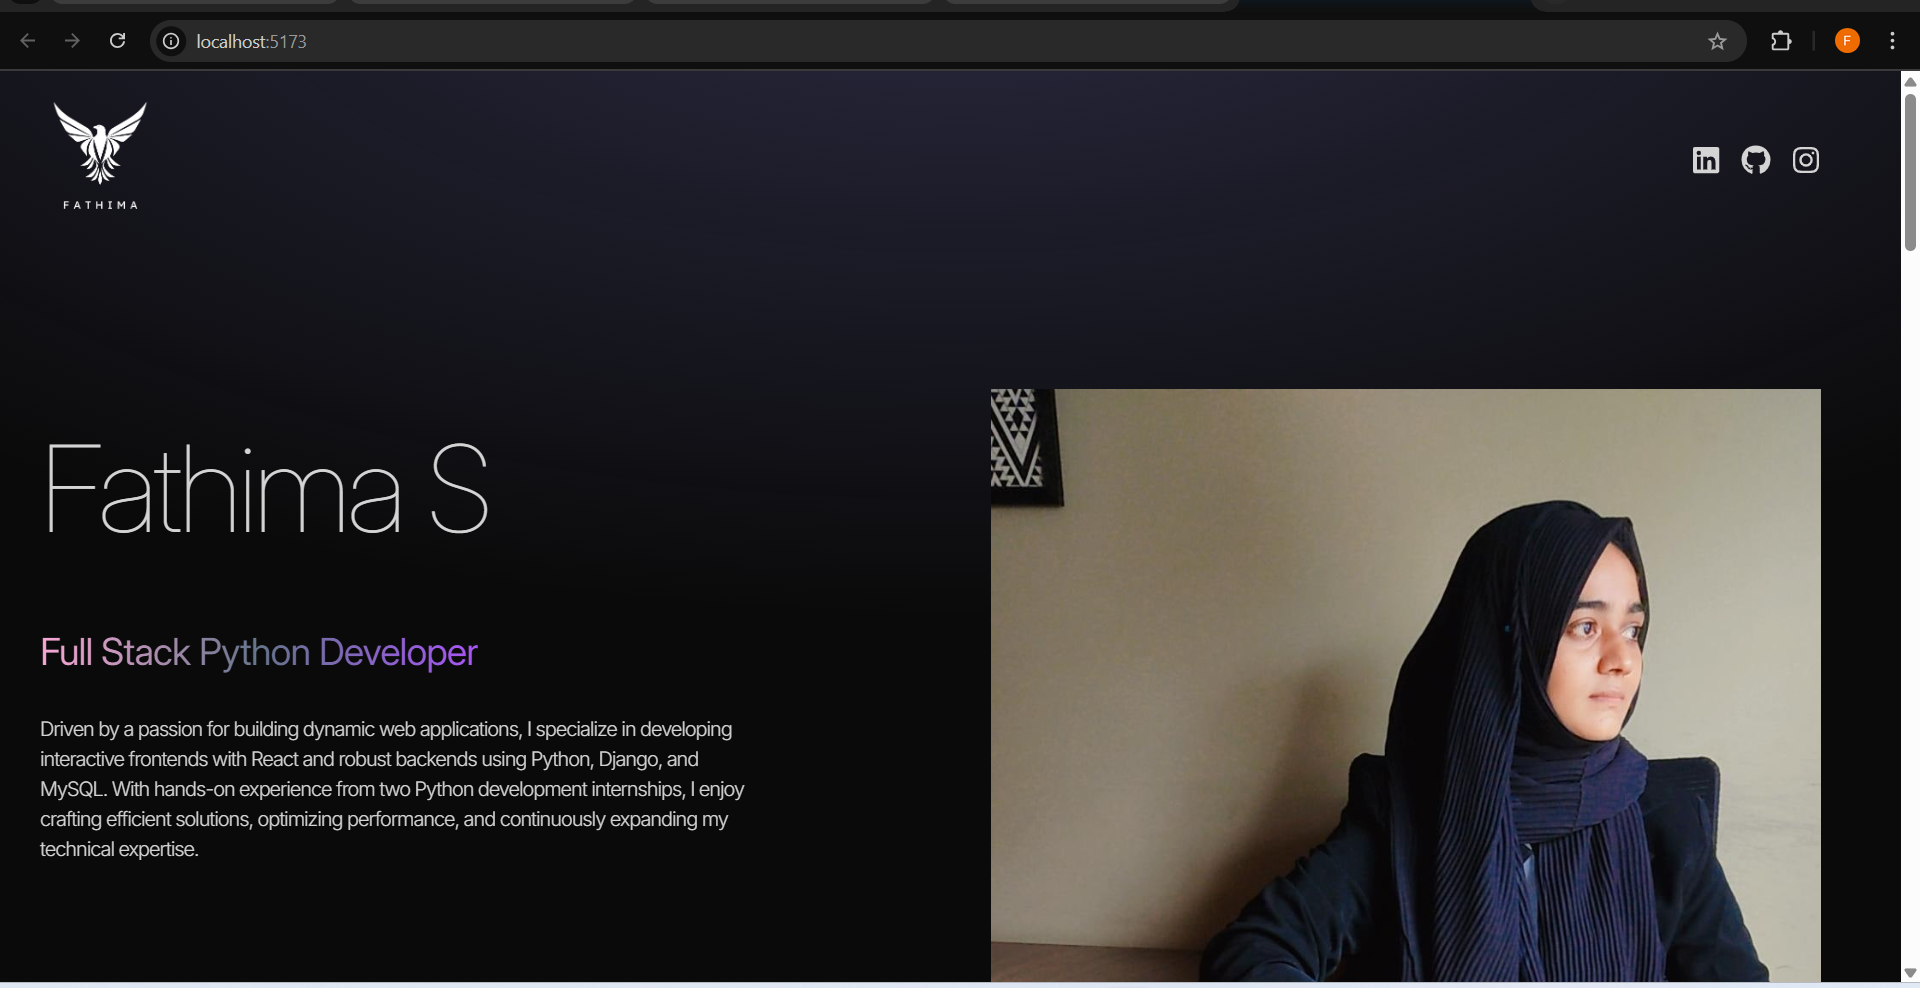 localhost:5173
FATHIMA
in
Fathima S
Full Stack Python Developer
Driven by a passion for building dynamic web applications, I specialize in developing
interactive frontends with React and robust backends using Python, Django, and
MySQL. With hands-on experience from two Python development internships, I enjoy
crafting efficient solutions, optimizing performance, and continuously expanding my
technical expertise.
F